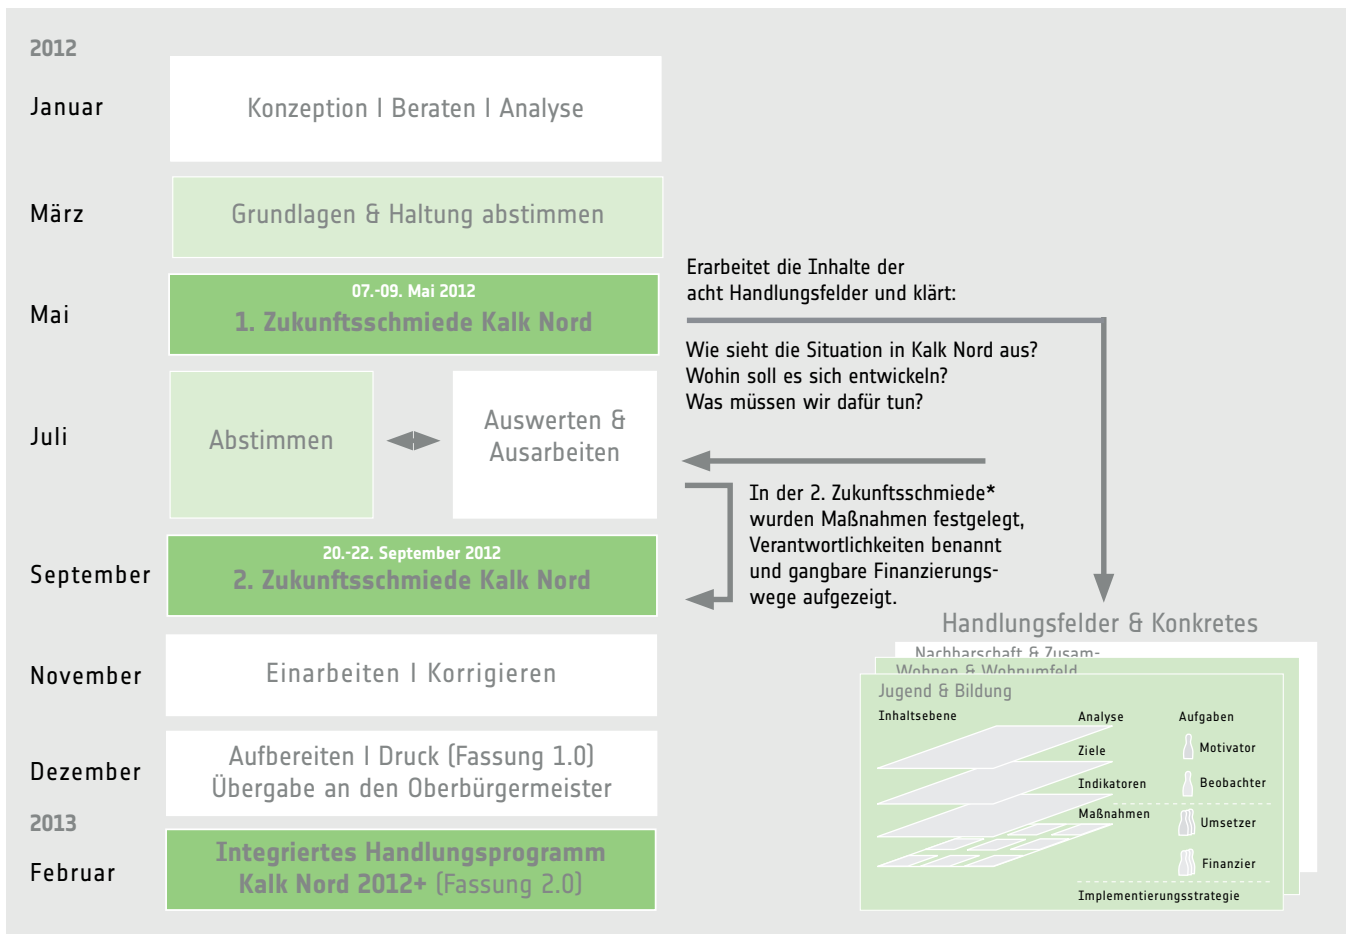 2012
Januar
Konzeption | Beraten | Analyse
März
Grundlagen & Haltung abstimmen
Mai
07.-09. Mai 2012
1. Zukunftsschmiede Kalk Nord
Erarbeitet die Inhalte der
acht Handlungsfelder und klärt:
Wie sieht die Situation in Kalk Nord aus?
Wohin soll es sich entwickeln?
Was müssen wir dafür tun?
Juli
Abstimmen
Auswerten &
Ausarbeiten
In der 2. Zukunftsschmiede*
wurden Maßnahmen festgelegt,
Verantwortlichkeiten benannt
und gangbare Finanzierungs-
wege aufgezeigt.
September
20.-22. September 2012
2. Zukunftsschmiede Kalk Nord
November
Einarbeiten | Korrigieren
Dezember
Aufbereiten | Druck (Fassung 1.0)
Übergabe an den Oberbürgermeister
2013
Februar
Integriertes Handlungsprogramm
Kalk Nord 2012+ (Fassung 2.0)
Handlungsfelder & Konkretes
Nachbarschaft & Zusam-
Wohnen & Wohnumfeld
Jugend & Bildung
Inhaltsebene
Analyse
Aufgaben
Ziele
Motivator
Indikatoren
Beobachter
Maßnahmen
Umsetzer
Finanzier
Implementierungsstrategie